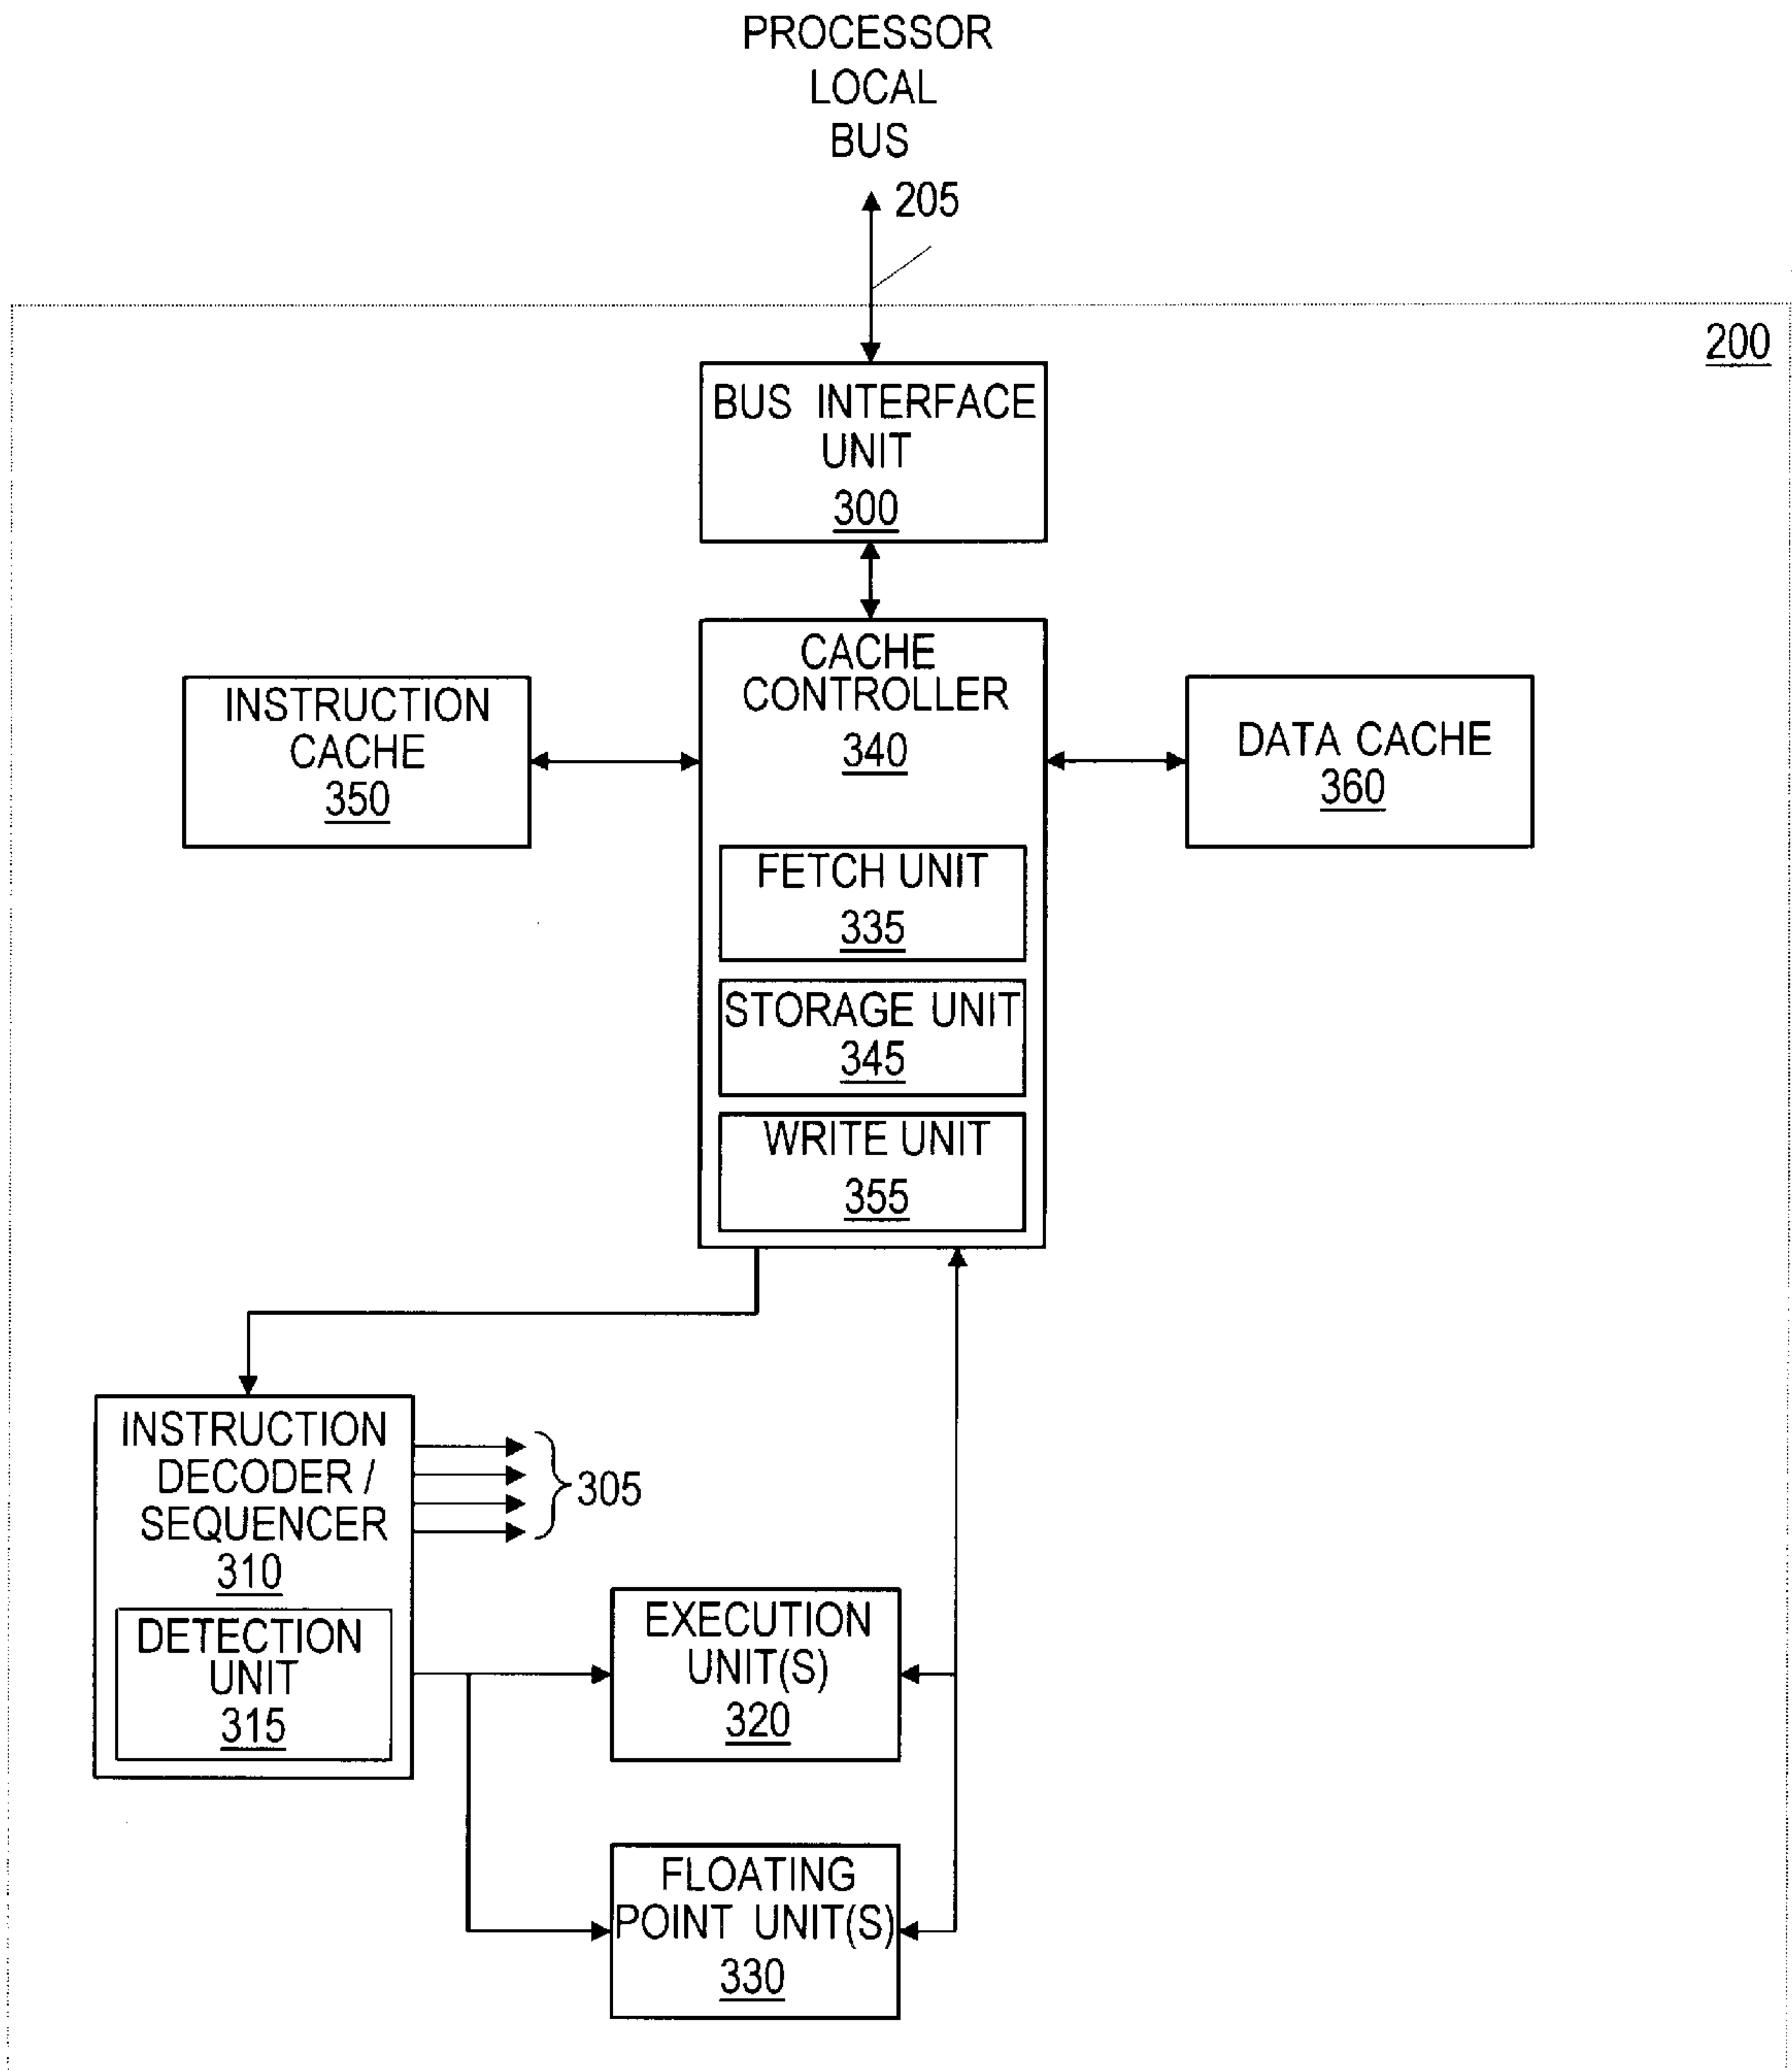 PROCESSOR
LOCAL
BUS
205
200
BUS INTERFACE
UNIT
300
CACHE
CONTROLLER
340
INSTRUCTION
CACHE
350
DATA CACHE
360
FETCH UNIT
335
STORAGE UNIT
345
WRITE UNIT
355
INSTRUCTION
DECODER /
SEQUENCER
310
305
DETECTION
UNIT
315
EXECUTION
UNIT(S)
320
FLOATING
POINT UNIT(S)
330